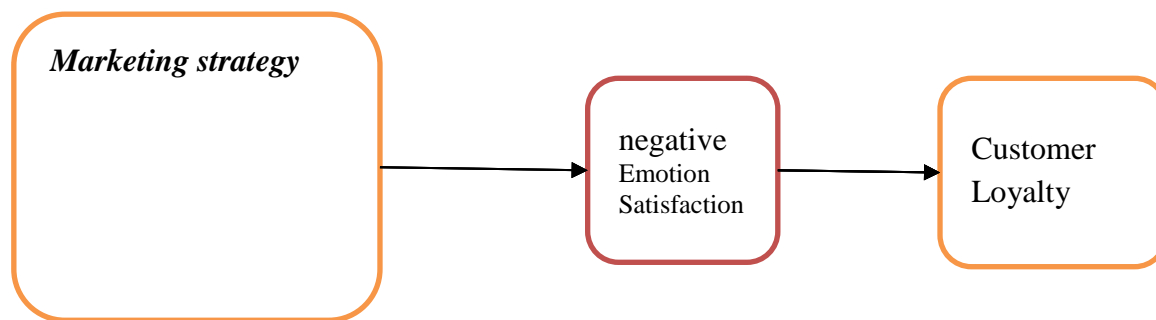 Marketing strategy
negative
Emotion
Satisfaction
Customer
Loyalty